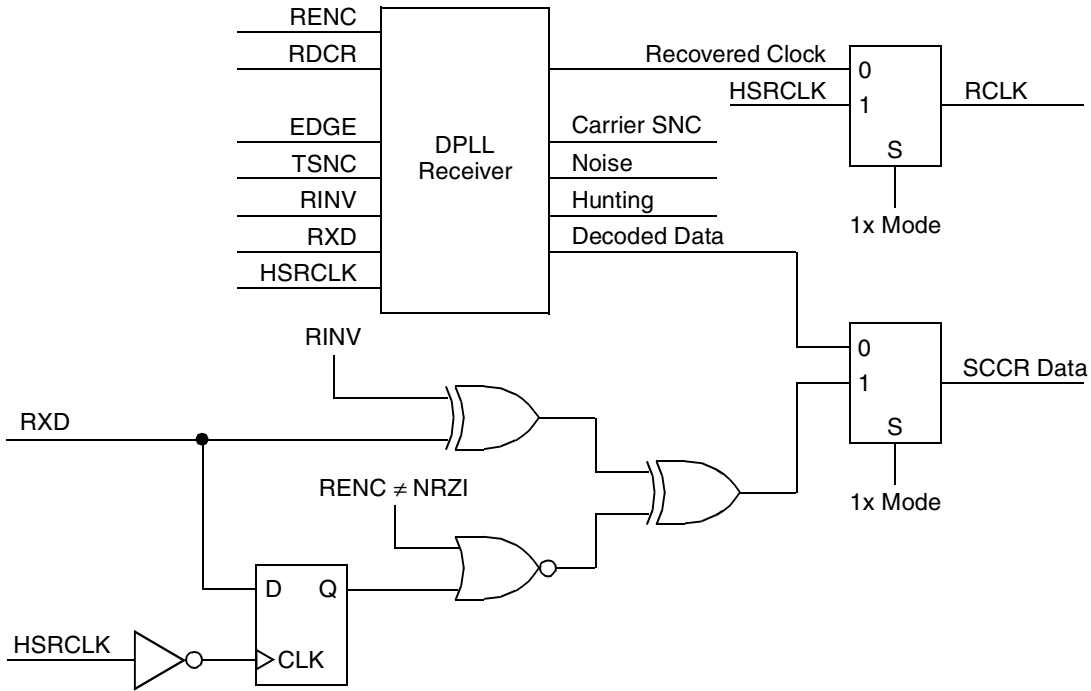 RENC
RDCR
EDGE
TSNC
RINV
RXD
HSRCLK
DPLL
Receiver
Recovered Clock
HSRCLK
Carrier SNC
Noise
Hunting
Decoded Data
0
1
S
RCLK
1x Mode
0
1
S
SCCR Data
1x Mode
RINV
RXD
RENC ≠ NRZI
D Q
HSRCLK
CLK